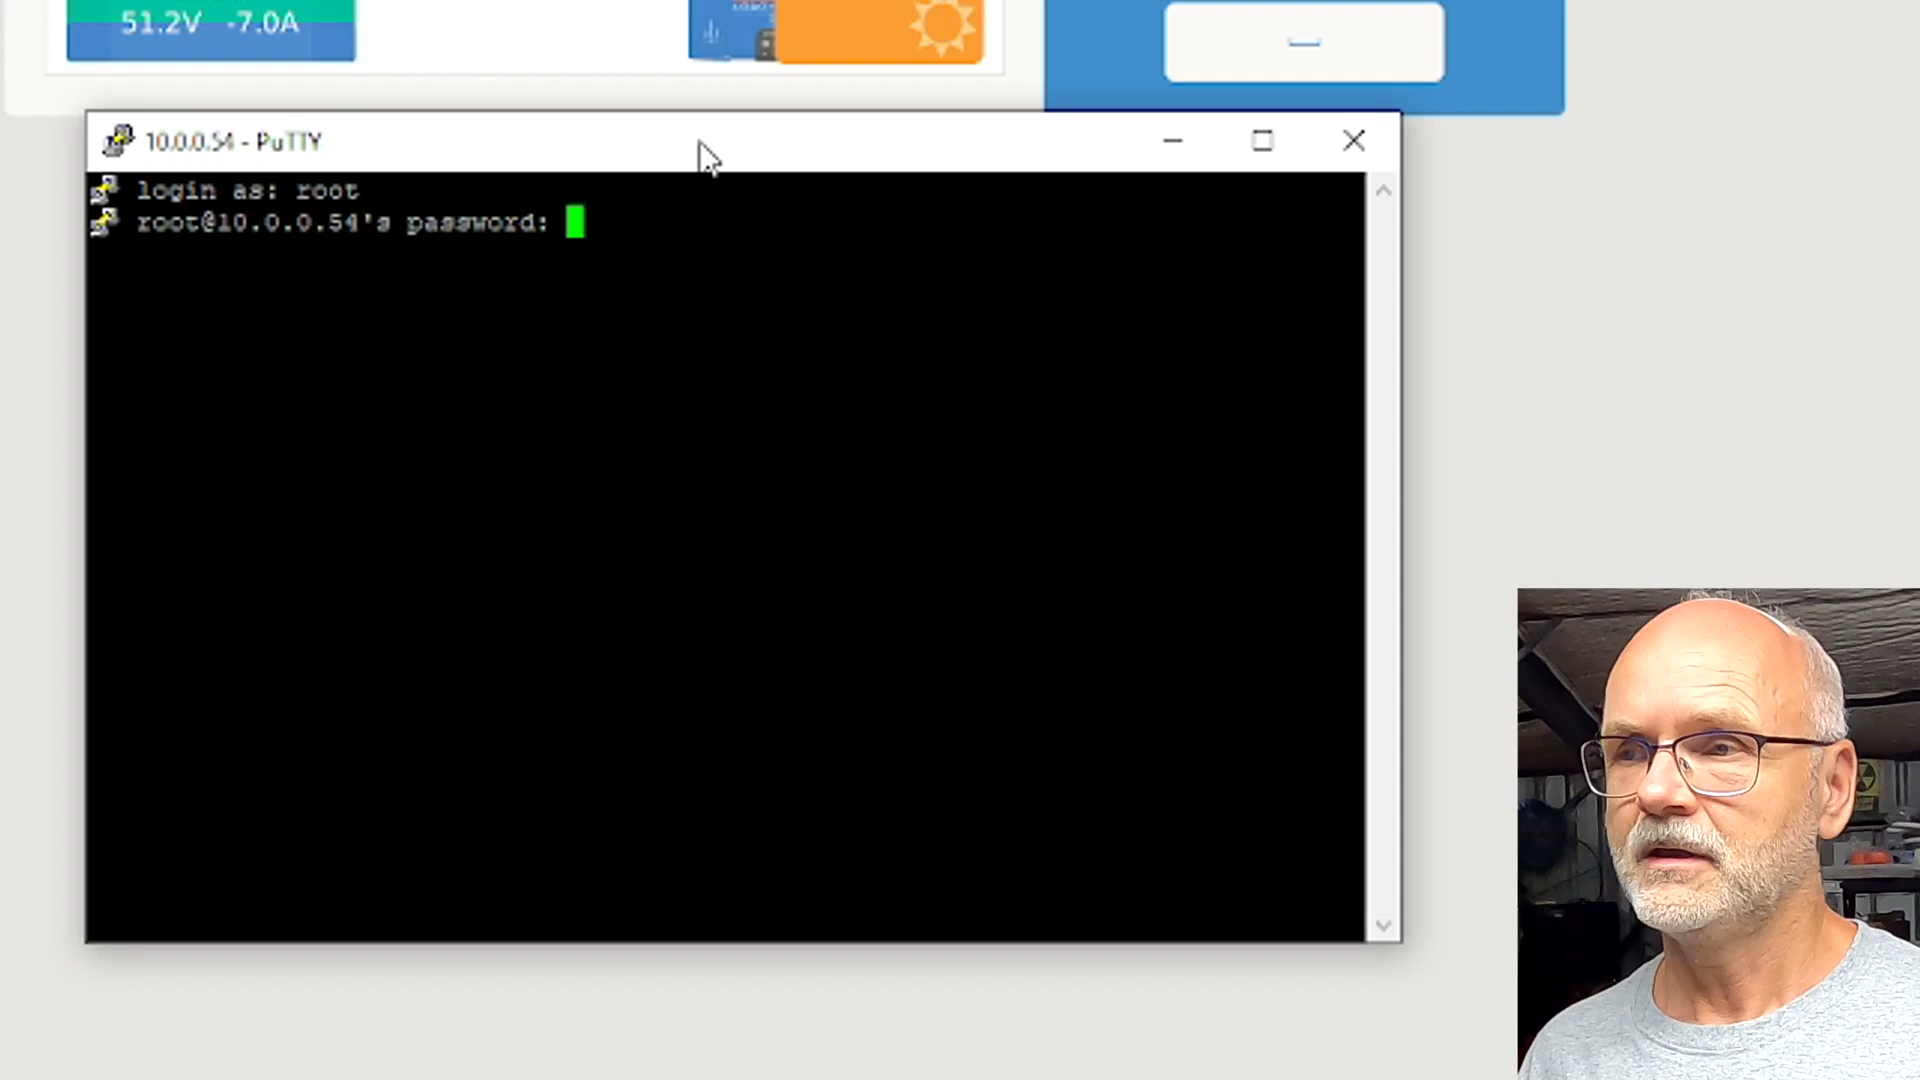 51.2V -7.0A
10.0.0.54 - PuTTY
login as: root
root@10.0.0.54's password: